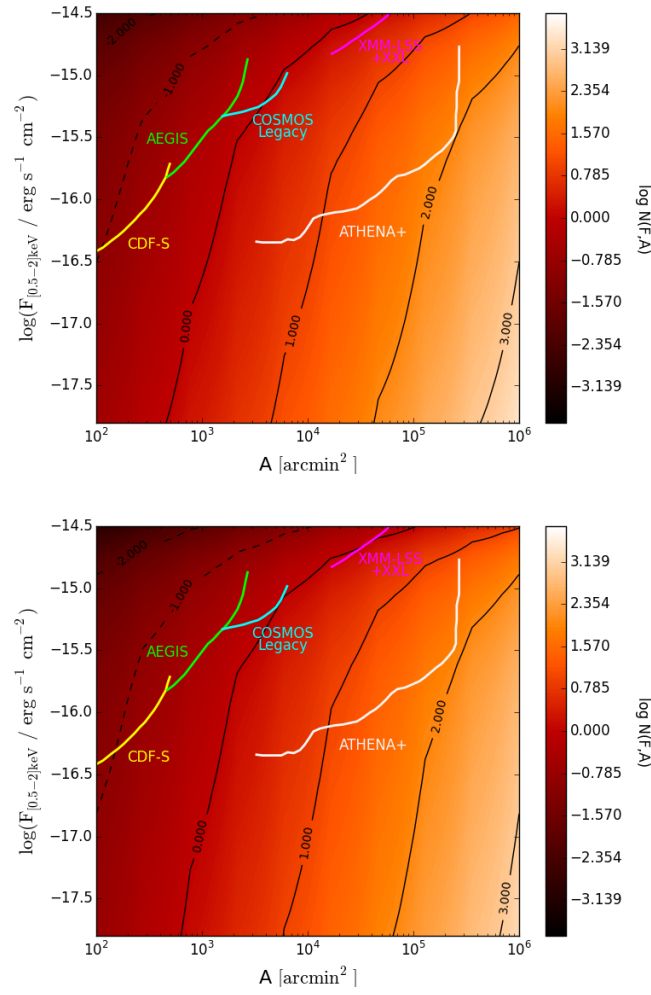 −14.5
−15.0
−15.5
−16.0
−16.5
−17.0
−17.5
log(F[0.5−2]keV / erg s−1 cm−2)
-2.000
-1.000
0.000
1.000
2.000
3.000
XMM-LSS
+XXL
AEGIS
COSMOS
Legacy
CDF-S
ATHENA+
10^2
10^3
10^4
10^5
10^6
A [arcmin^2 ]
3.139
2.354
1.570
0.785
0.000
−0.785
−1.570
−2.354
−3.139
log N(F,A)
−14.5
−15.0
−15.5
−16.0
−16.5
−17.0
−17.5
log(F[0.5−2]keV / erg s−1 cm−2)
-2.000
-1.000
0.000
1.000
2.000
3.000
XMM-LSS
+XXL
AEGIS
COSMOS
Legacy
CDF-S
ATHENA+
10^2
10^3
10^4
10^5
10^6
A [arcmin^2 ]
3.139
2.354
1.570
0.785
0.000
−0.785
−1.570
−2.354
−3.139
log N(F,A)